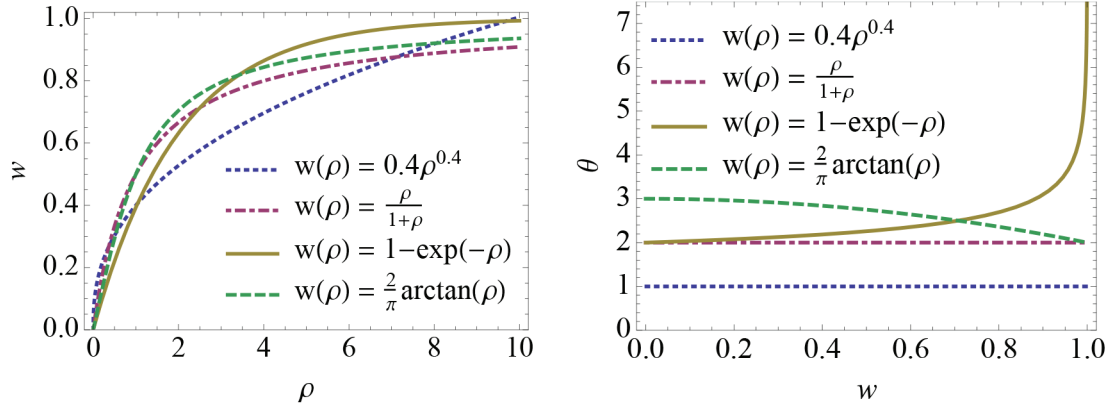 1.0
0.8
0.6
0.4
0.2
0.0
w
0 2 4 6 8 10
ρ
w(ρ) = 0.4ρ^0.4
w(ρ) = ρ/(1+ρ)
w(ρ) = 1−exp(−ρ)
w(ρ) = 2/π arctan(ρ)
7
6
5
4
3
2
1
0
θ
0.0 0.2 0.4 0.6 0.8 1.0
w
w(ρ) = 0.4ρ^0.4
w(ρ) = ρ/(1+ρ)
w(ρ) = 1−exp(−ρ)
w(ρ) = 2/π arctan(ρ)